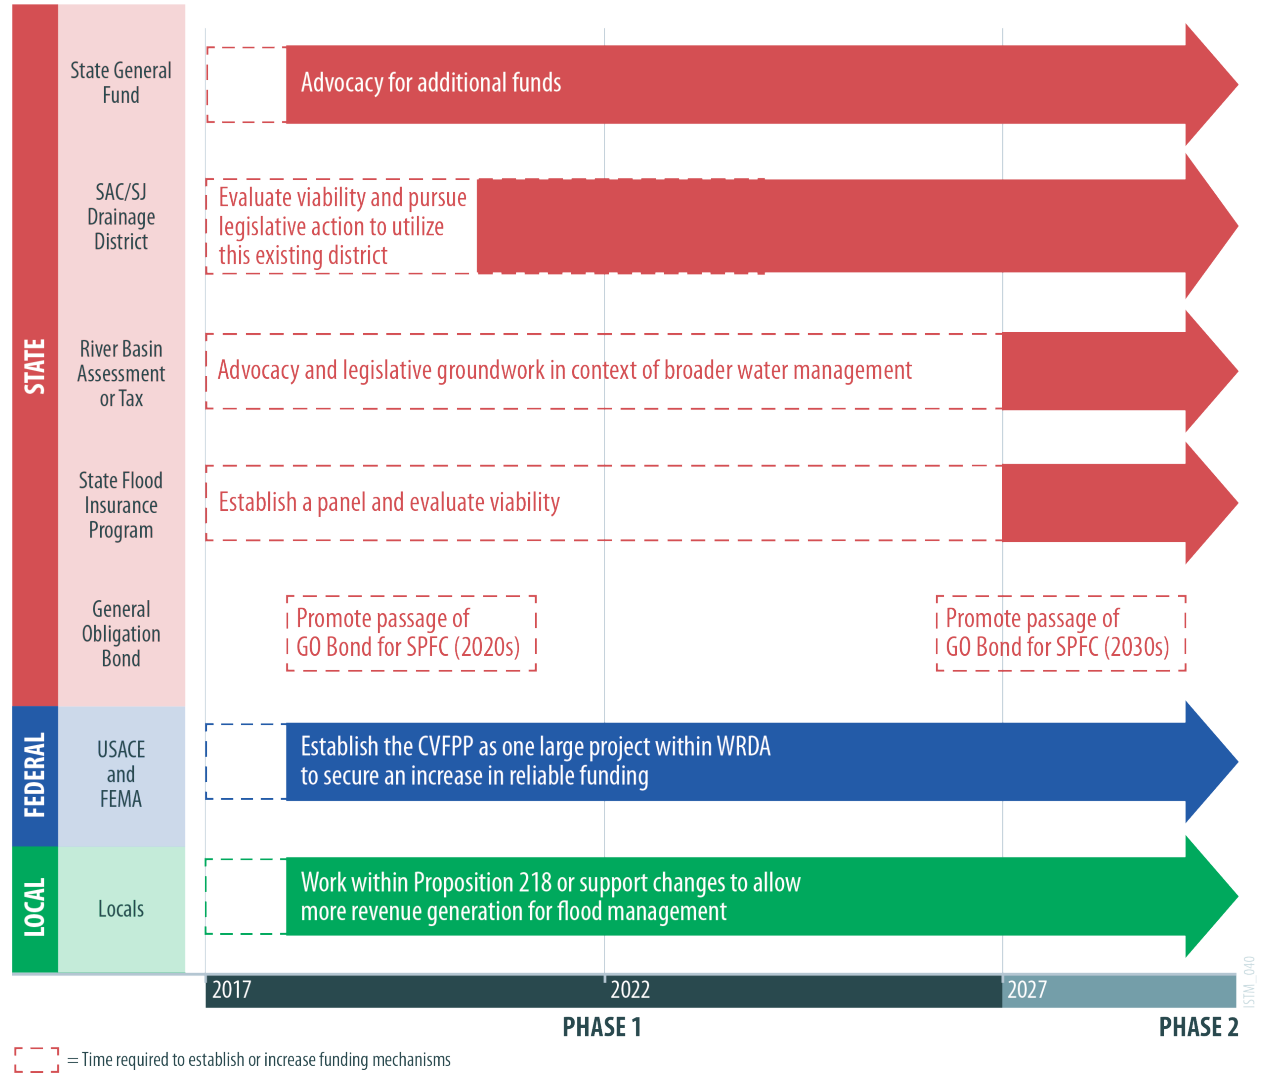 STATE
State General
Fund
Advocacy for additional funds
SAC/SJ
Drainage
District
Evaluate viability and pursue
legislative action to utilize
this existing district
River Basin
Assessment
or Tax
Advocacy and legislative groundwork in context of broader water management
State Flood
Insurance
Program
Establish a panel and evaluate viability
General
Obligation
Bond
Promote passage of
GO Bond for SPFC (2020s)
Promote passage of
GO Bond for SPFC (2030s)
FEDERAL
USACE
and
FEMA
Establish the CVFPP as one large project within WRDA
to secure an increase in reliable funding
LOCAL
Locals
Work within Proposition 218 or support changes to allow
more revenue generation for flood management
2017
2022
2027
PHASE 1
PHASE 2
ISTM_040
= Time required to establish or increase funding mechanisms